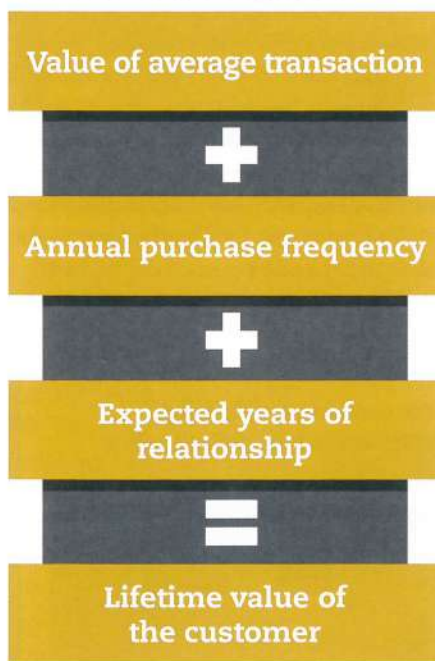 Value of average transaction
+
Annual purchase frequency
+
Expected years of
relationship
=
Lifetime value of
the customer